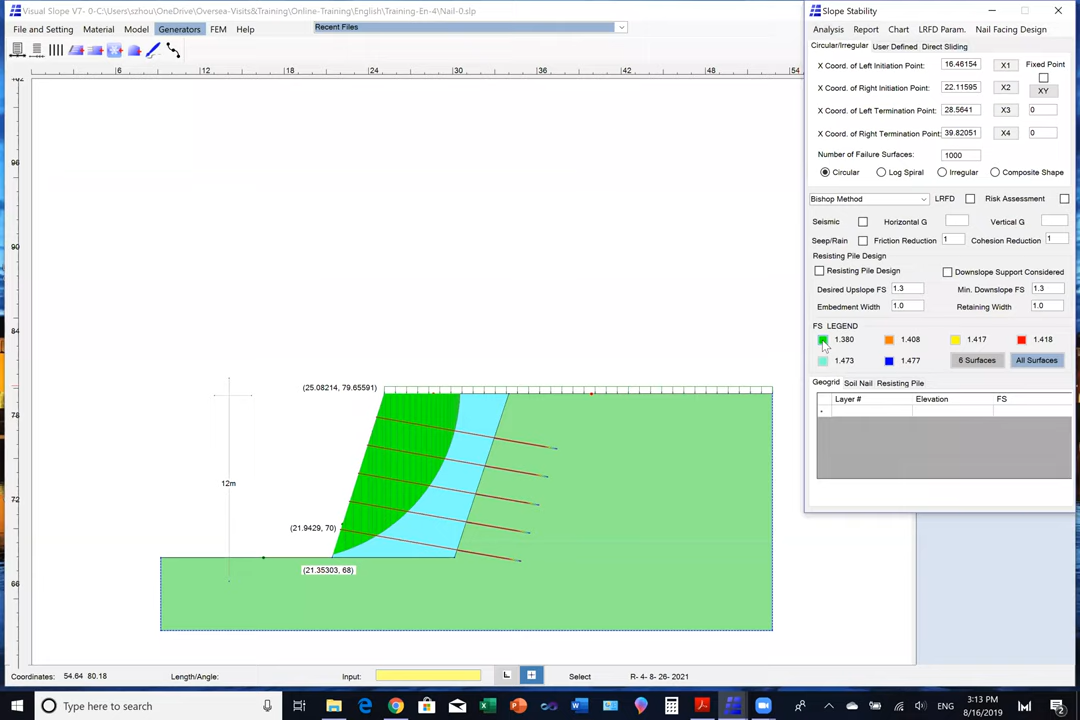 Visual Slope V7- 0-C:\Users\szhou\OneDrive\Oversea-Visits&Training\Online-Training\English\Training-En-4\Nail-0.slp
File and Setting Material Model Generators FEM Help
Recent Files
6 12 18 24 30 36 42 48 54
102
96
90
84
78
72
66
(25.08214, 79.65591)
12m
(21.9429, 70)
(21.35303, 68)
Coordinates: 54.64 80.18 Length/Angle: Input: Select R- 4- 8- 26- 2021
Slope Stability
Analysis Report Chart LRFD Param. Nail Facing Design
Circular/Irregular User Defined Direct Sliding
X Coord. of Left Initiation Point: 16.46154 X1 Fixed Point
X Coord. of Right Initiation Point: 22.11595 X2 XY
X Coord. of Left Termination Point: 28.5641 X3 0
X Coord. of Right Termination Point: 39.82051 X4 0
Number of Failure Surfaces: 1000
Circular Log Spiral Irregular Composite Shape
Bishop Method LRFD Risk Assessment
Seismic Horizontal G Vertical G
Seep/Rain Friction Reduction 1 Cohesion Reduction 1
Resisting Pile Design
Resisting Pile Design Downslope Support Considered
Desired Upslope FS 1.3 Min. Downslope FS 1.3
Embedment Width 1.0 Retaining Width 1.0
FS LEGEND
1.380 1.408 1.417 1.418
1.473 1.477 6 Surfaces All Surfaces
Geogrid Soil Nail Resisting Pile
Layer # Elevation FS
Type here to search
ENG
3:13 PM
8/16/2019
2